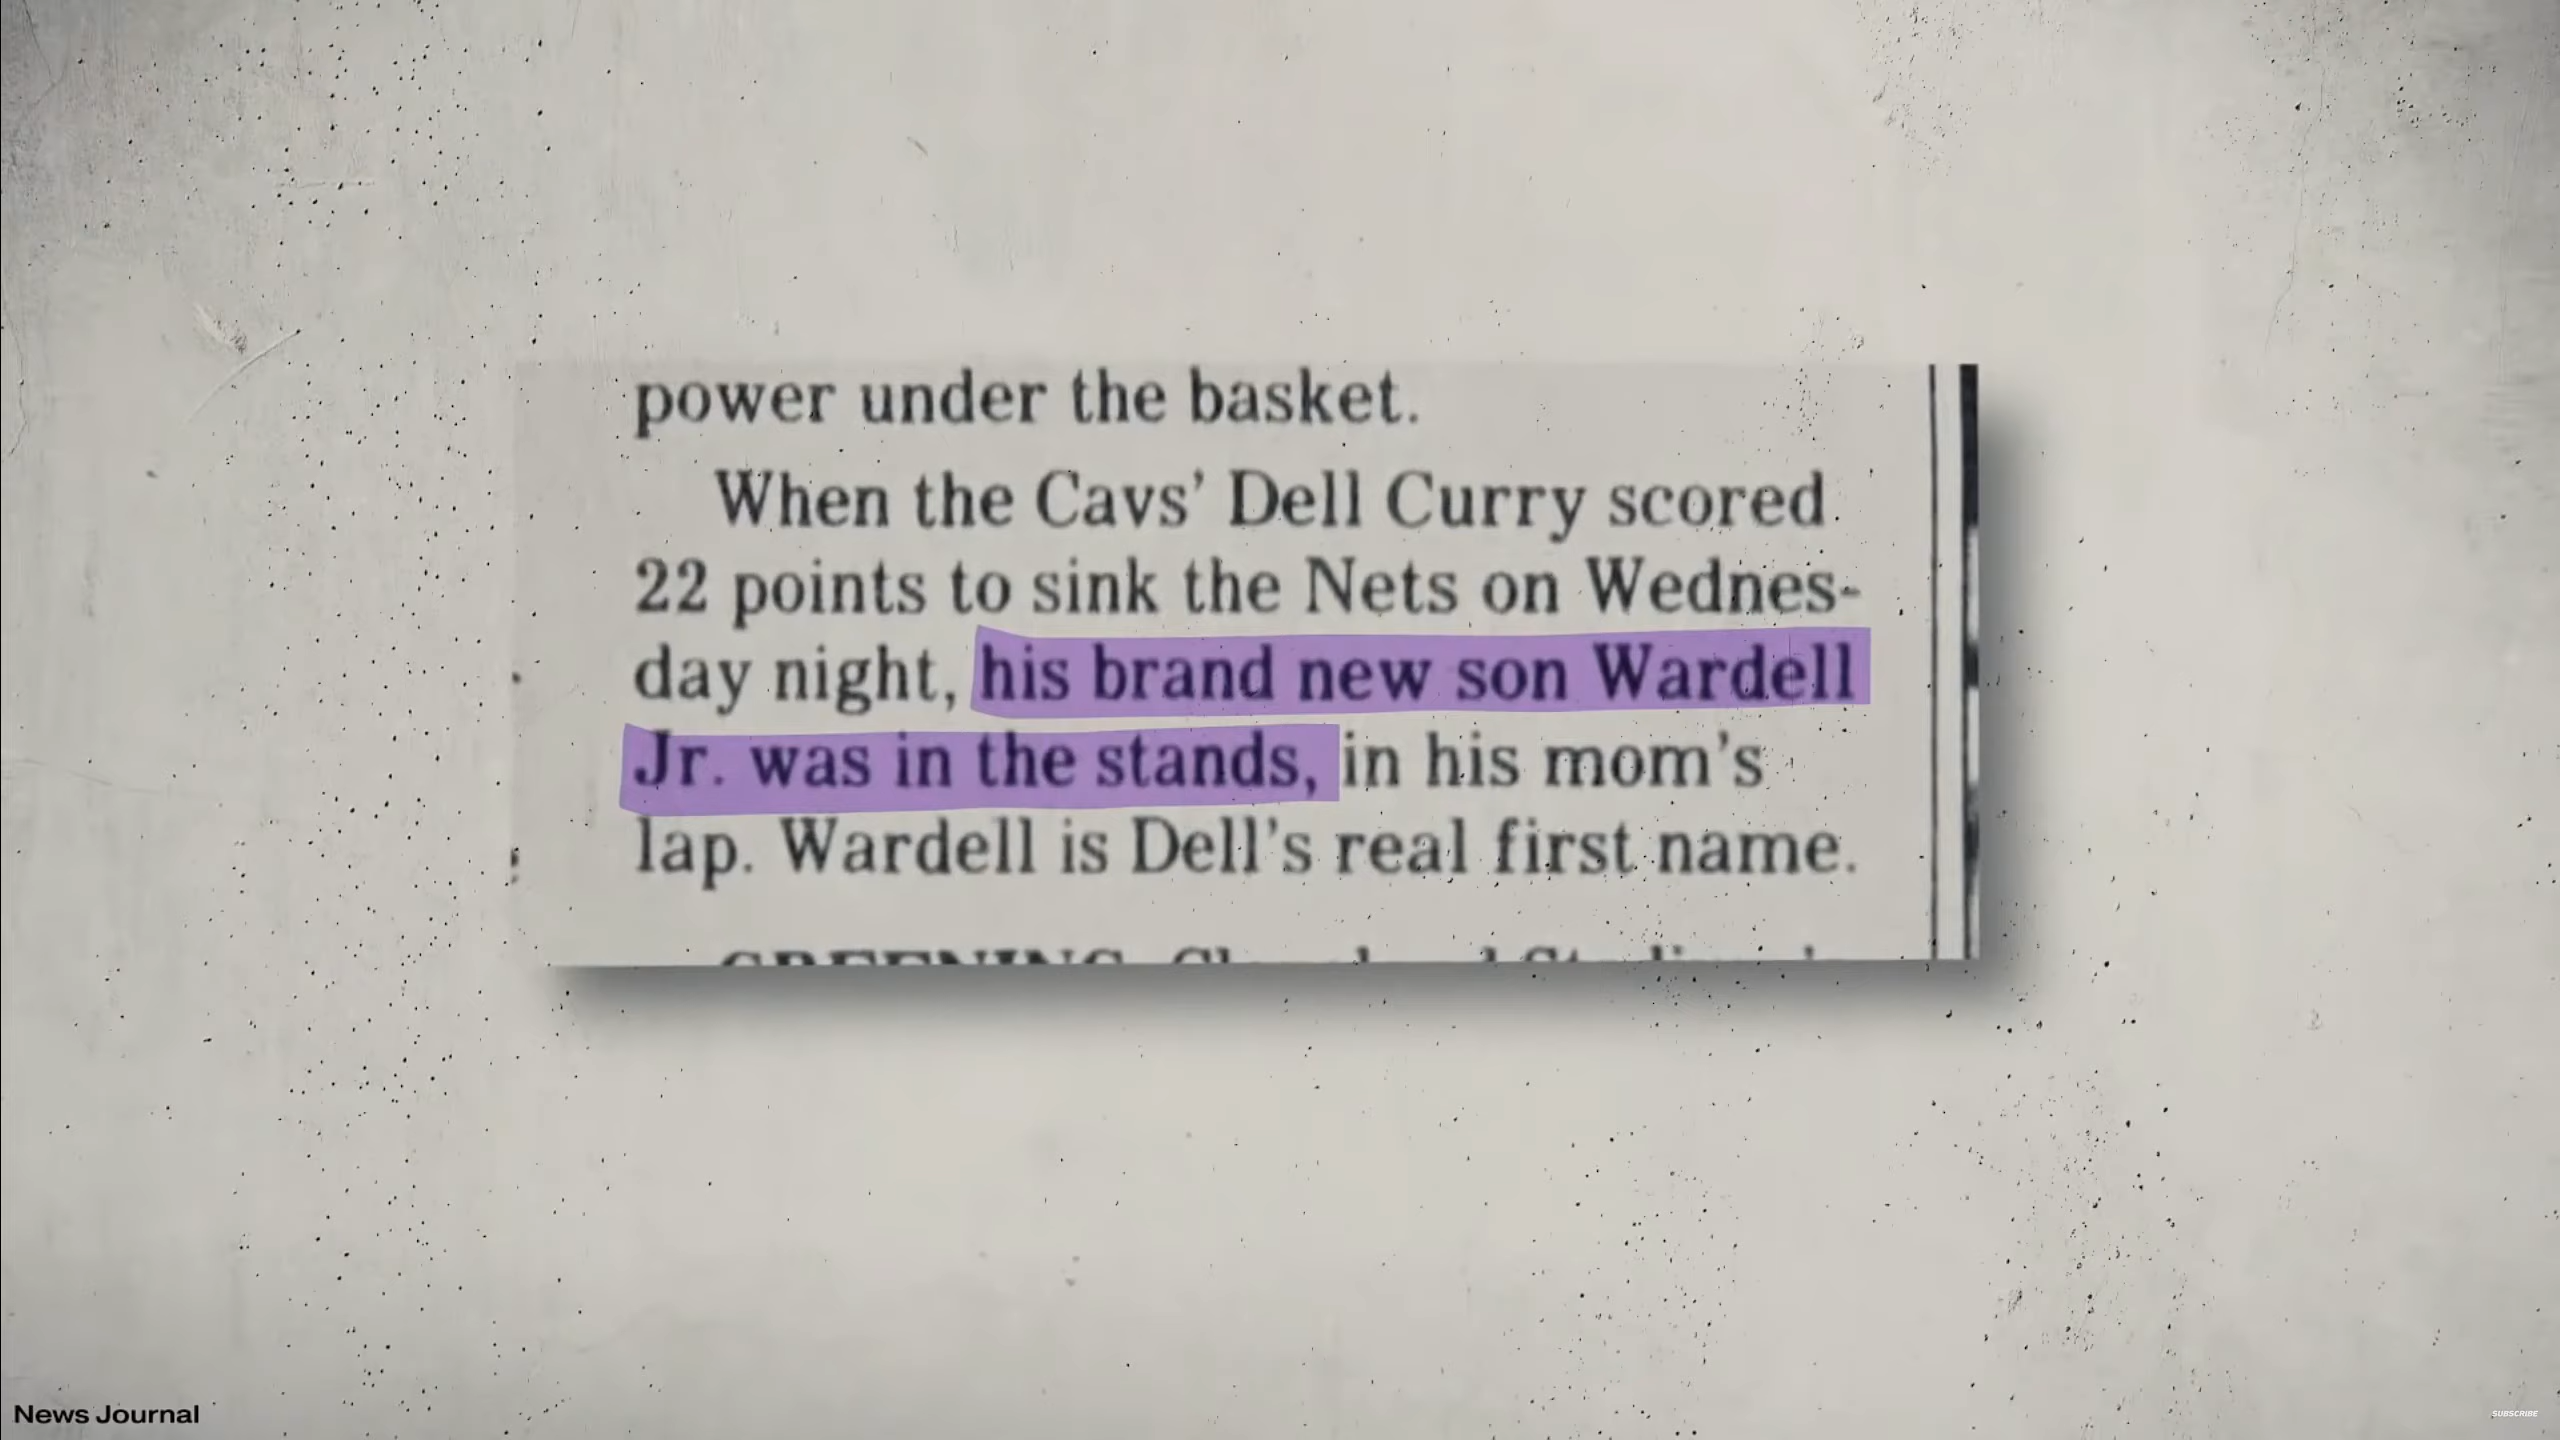 power under the basket.
When the Cavs' Dell Curry scored
22 points to sink the Nets on Wednes-
day night, his brand new son Wardell
Jr. was in the stands, in his mom's
lap. Wardell is Dell's real first name.
News Journal
SUBSCRIBE